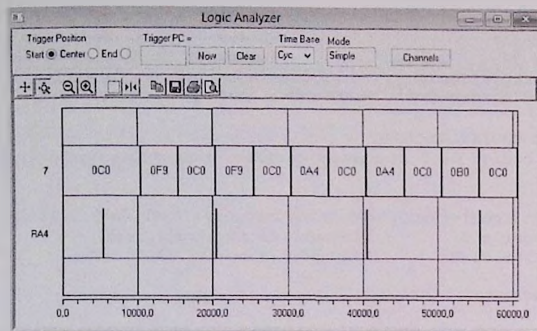 Logic Analyzer
Trigger Position
Trigger PC =
Time Base
Mode
Start Center End
Now
Clear
Cyc
Simple
Channels
7
0C0 0F9 0C0 0F9 0C0 0A4 0C0 0A4 0C0 0B0 0C0
RA4
0.0 10000.0 20000.0 30000.0 40000.0 50000.0 60000.0